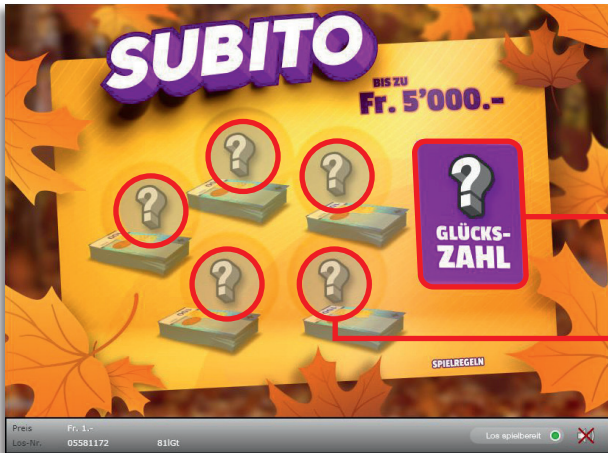 SUBITO
BIS ZU
Fr. 5'000.-
?
?
?
?
?
?
GLÜCKS-
ZAHL
SPIELREGELN
Preis Fr. 1.-
Los-Nr. 05581172 81lGt
Los spielbereit